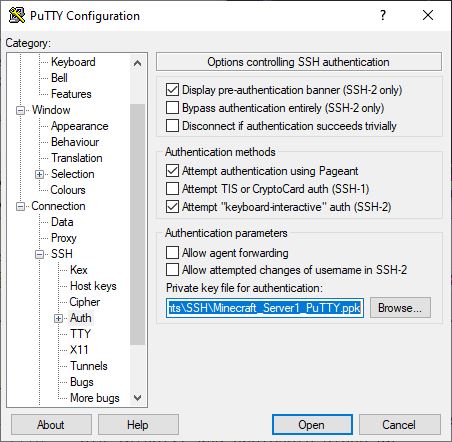 PuTTY Configuration
?
Category:
Keyboard
Bell
Features
Window
Appearance
Behaviour
Translation
Selection
Colours
Connection
Data
Proxy
SSH
Kex
Host keys
Cipher
Auth
TTY
X11
Tunnels
Bugs
More bugs
Options controlling SSH authentication
Display pre-authentication banner (SSH-2 only)
Bypass authentication entirely (SSH-2 only)
Disconnect if authentication succeeds trivially
Authentication methods
Attempt authentication using Pageant
Attempt TIS or CryptoCard auth (SSH-1)
Attempt "keyboard-interactive" auth (SSH-2)
Authentication parameters
Allow agent forwarding
Allow attempted changes of username in SSH-2
Private key file for authentication:
nts\SSH\Minecraft_Server1_PuTTY.ppk
Browse...
About
Help
Open
Cancel